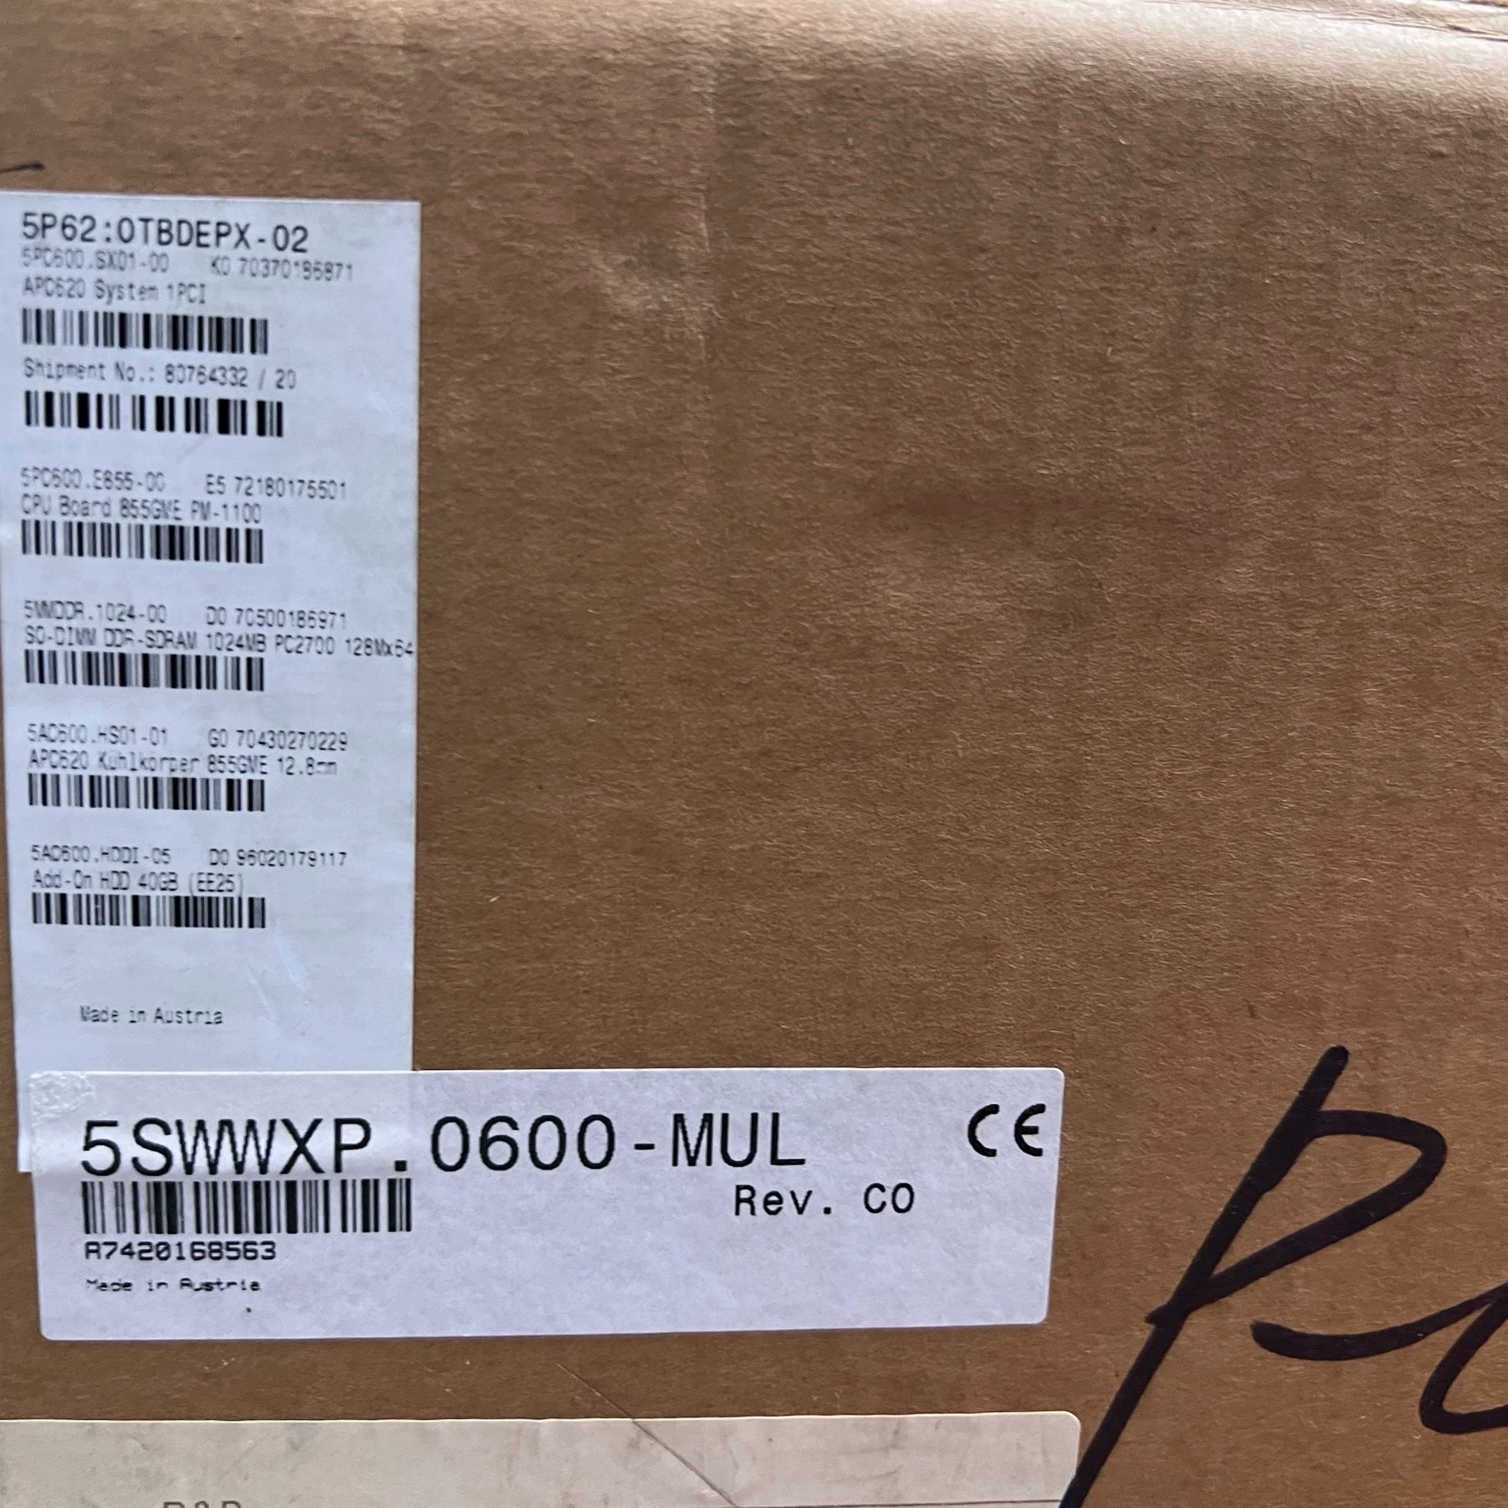 5P62:0TBDEPX-02
5PC600.SX01-00 K0 70370186871
APC620 System 1PCI
Shipment No.: 80764332 / 20
5PC600.E855-00 E5 72180175501
CPU Board 855GME PM-1100
5MMDDR.1024-00 D0 70500186971
SO-DIMM DDR-SDRAM 1024MB PC2700 128Mx64
5AC600.HS01-01 G0 70430270229
APC620 Kühlkörper 855GME 12.8mm
5AC600.HDDI-05 D0 96020179117
Add-On HDD 40GB (EE25)
Made in Austria
5SWWXP.0600-MUL CE
Rev. C0
A7420168563
Made in Austria